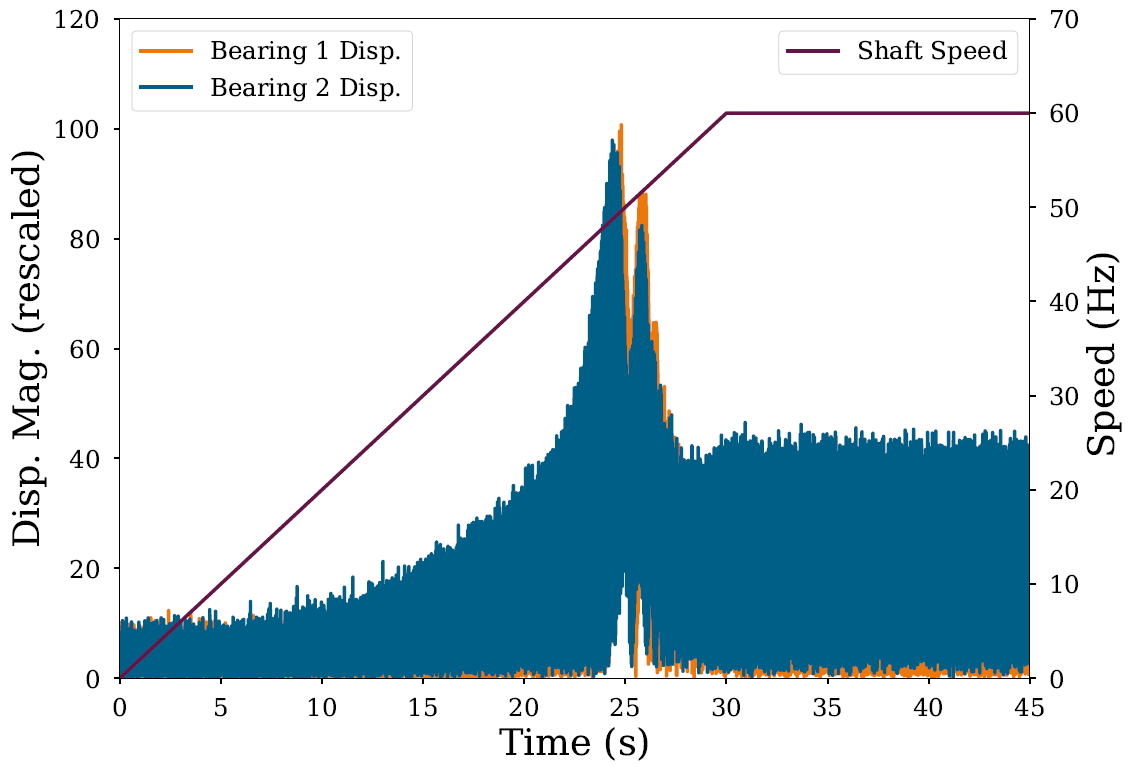 Bearing 1 Disp.
Bearing 2 Disp.
Shaft Speed
Disp. Mag. (rescaled)
120
100
80
60
40
20
0
Speed (Hz)
70
60
50
40
30
20
10
0
0 5 10 15 20 25 30 35 40 45
Time (s)